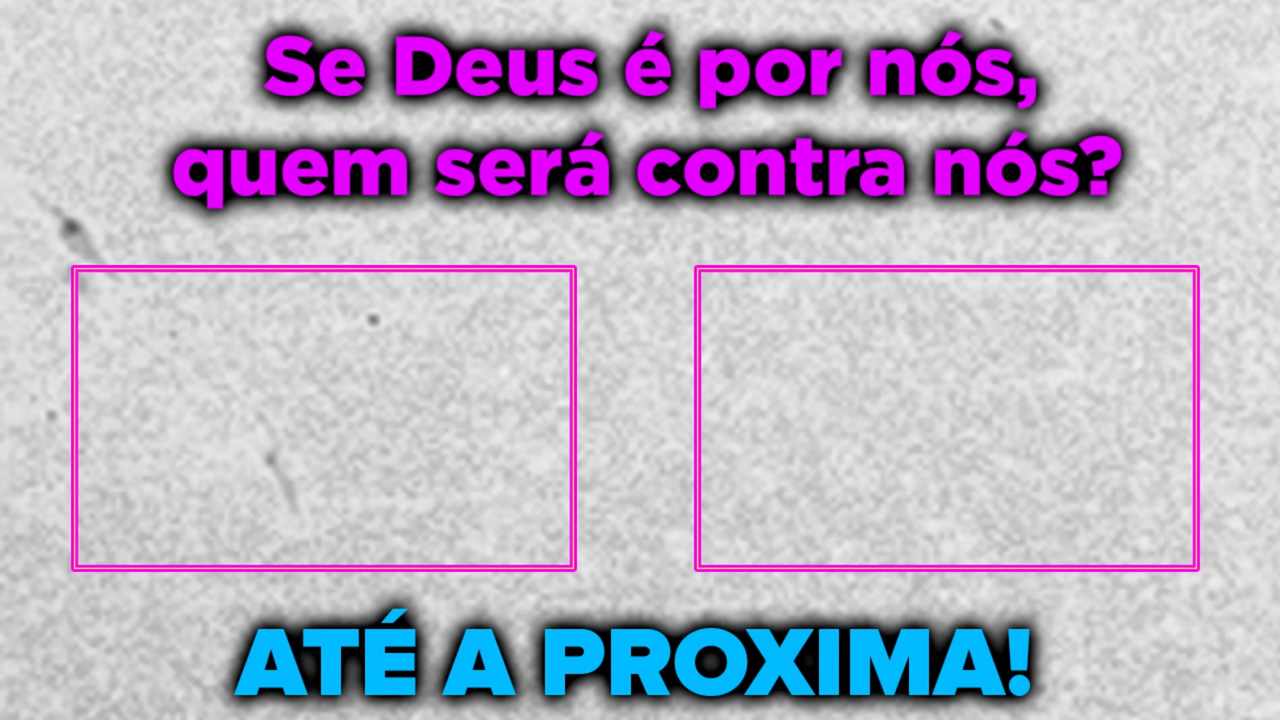 Se Deus é por nós,
quem será contra nós?
ATÉ A PROXIMA!